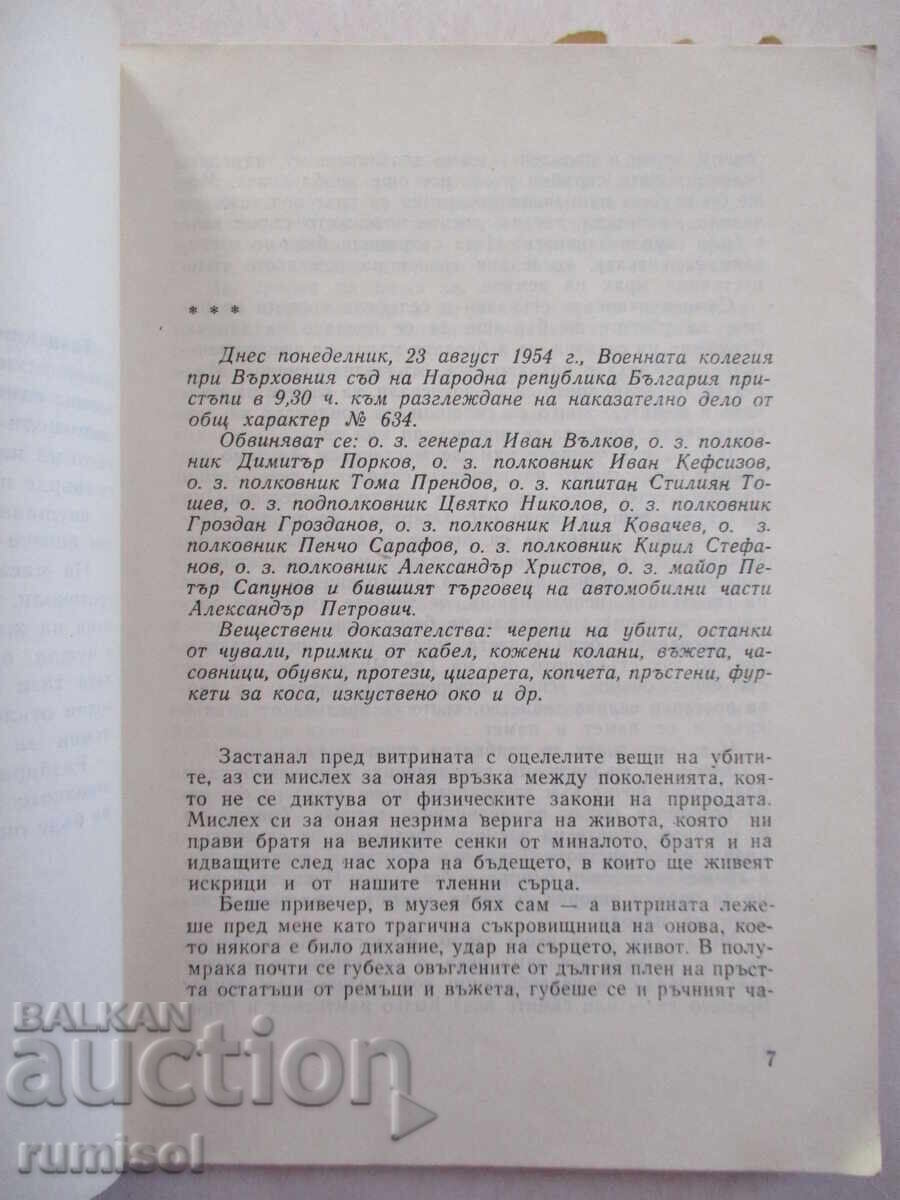 * * *
Днес понеделник, 23 август 1954 г., Военната колегия
при Върховния съд на Народна република България при-
стъпи в 9,30 ч. към разглеждане на наказателно дело от
общ характер № 634.
Обвиняват се: о. з. генерал Иван Вълков, о. з. полков-
ник Димитър Порков, о. з. полковник Иван Кефсизов,
о. з. полковник Тома Прендов, о. з. капитан Стилиян То-
шев, о. з. подполковник Цвятко Николов, о. з. полковник
Гроздан Грозданов, о. з. полковник Илия Ковачев, о. з.
полковник Пенчо Сарафов, о. з. полковник Кирил Стефа-
нов, о. з. полковник Александър Христов, о. з. майор Пе-
тър Сапунов и бившият търговец на автомобилни части
Александър Петрович.
Веществени доказателства: черепи на убити, останки
от чували, примки от кабел, кожени колани, въжета, ча-
совници, обувки, протези, цигарета, копчета, пръстени, фур-
кети за коса, изкуствено око и др.
Застанал пред витрината с оцелелите вещи на убити-
те, аз си мислех за оная връзка между поколенията, коя-
то не се диктува от физическите закони на природата.
Мислех си за оная незрима верига на живота, която ни
прави братя на великите сенки от миналото, братя и на
идващите след нас хора на бъдещето, в които ще живеят
искрици и от нашите тленни сърца.
Беше привечер, в музея бях сам — а витрината леже-
ше пред мене като трагична съкровищница на онова, кое-
то някога е било дихание, удар на сърцето, живот. В полу-
мрака почти се губеха овъглените от дългия плен на пръст-
та остатъци от ремъци и въжета, губеше се и ръчният ча-
7
BALKAN
auction
rumisol